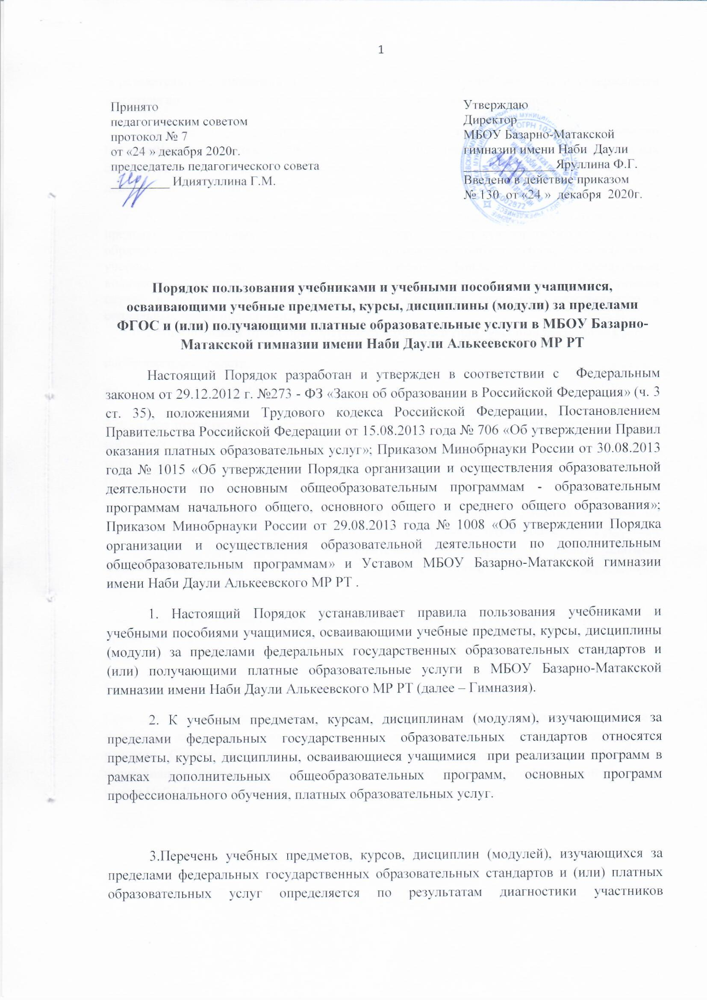 1
Принято
педагогическим советом
протокол № 7
от «24 » декабря 2020г.
председатель педагогического совета
__________ Идиятуллина Г.М.
Утверждаю
Директор
МБОУ Базарно-Матакской
гимназии имени Наби Даули
Яруллина Ф.Г.
Введено в действие приказом
№ 130 от «24 » декабря 2020г.
Порядок пользования учебниками и учебными пособиями учащимися,
осваивающими учебные предметы, курсы, дисциплины (модули) за пределами
ФГОС и (или) получающими платные образовательные услуги в МБОУ Базарно-
Матакской гимназии имени Наби Даули Алькеевского МР РТ
Настоящий Порядок разработан и утвержден в соответствии с Федеральным
законом от 29.12.2012 г. №273 - ФЗ «Закон об образовании в Российской Федерация» (ч. 3
ст. 35), положениями Трудового кодекса Российской Федерации, Постановлением
Правительства Российской Федерации от 15.08.2013 года № 706 «Об утверждении Правил
оказания платных образовательных услуг»; Приказом Минобрнауки России от 30.08.2013
года № 1015 «Об утверждении Порядка организации и осуществления образовательной
деятельности по основным общеобразовательным программам - образовательным
программам начального общего, основного общего и среднего общего образования»;
Приказом Минобрнауки России от 29.08.2013 года № 1008 «Об утверждении Порядка
организации и осуществления образовательной деятельности по дополнительным
общеобразовательным программам» и Уставом МБОУ Базарно-Матакской гимназии
имени Наби Даули Алькеевского МР РТ .
1. Настоящий Порядок устанавливает правила пользования учебниками и
учебными пособиями учащимися, осваивающими учебные предметы, курсы, дисциплины
(модули) за пределами федеральных государственных образовательных стандартов и
(или) получающими платные образовательные услуги в МБОУ Базарно-Матакской
гимназии имени Наби Даули Алькеевского МР РТ (далее – Гимназия).
2. К учебным предметам, курсам, дисциплинам (модулям), изучающимися за
пределами федеральных государственных образовательных стандартов относятся
предметы, курсы, дисциплины, осваивающиеся учащимися при реализации программ в
рамках дополнительных общеобразовательных программ, основных программ
профессионального обучения, платных образовательных услуг.
3.Перечень учебных предметов, курсов, дисциплин (модулей), изучающихся за
пределами федеральных государственных образовательных стандартов и (или) платных
образовательных услуг определяется по результатам диагностики участников